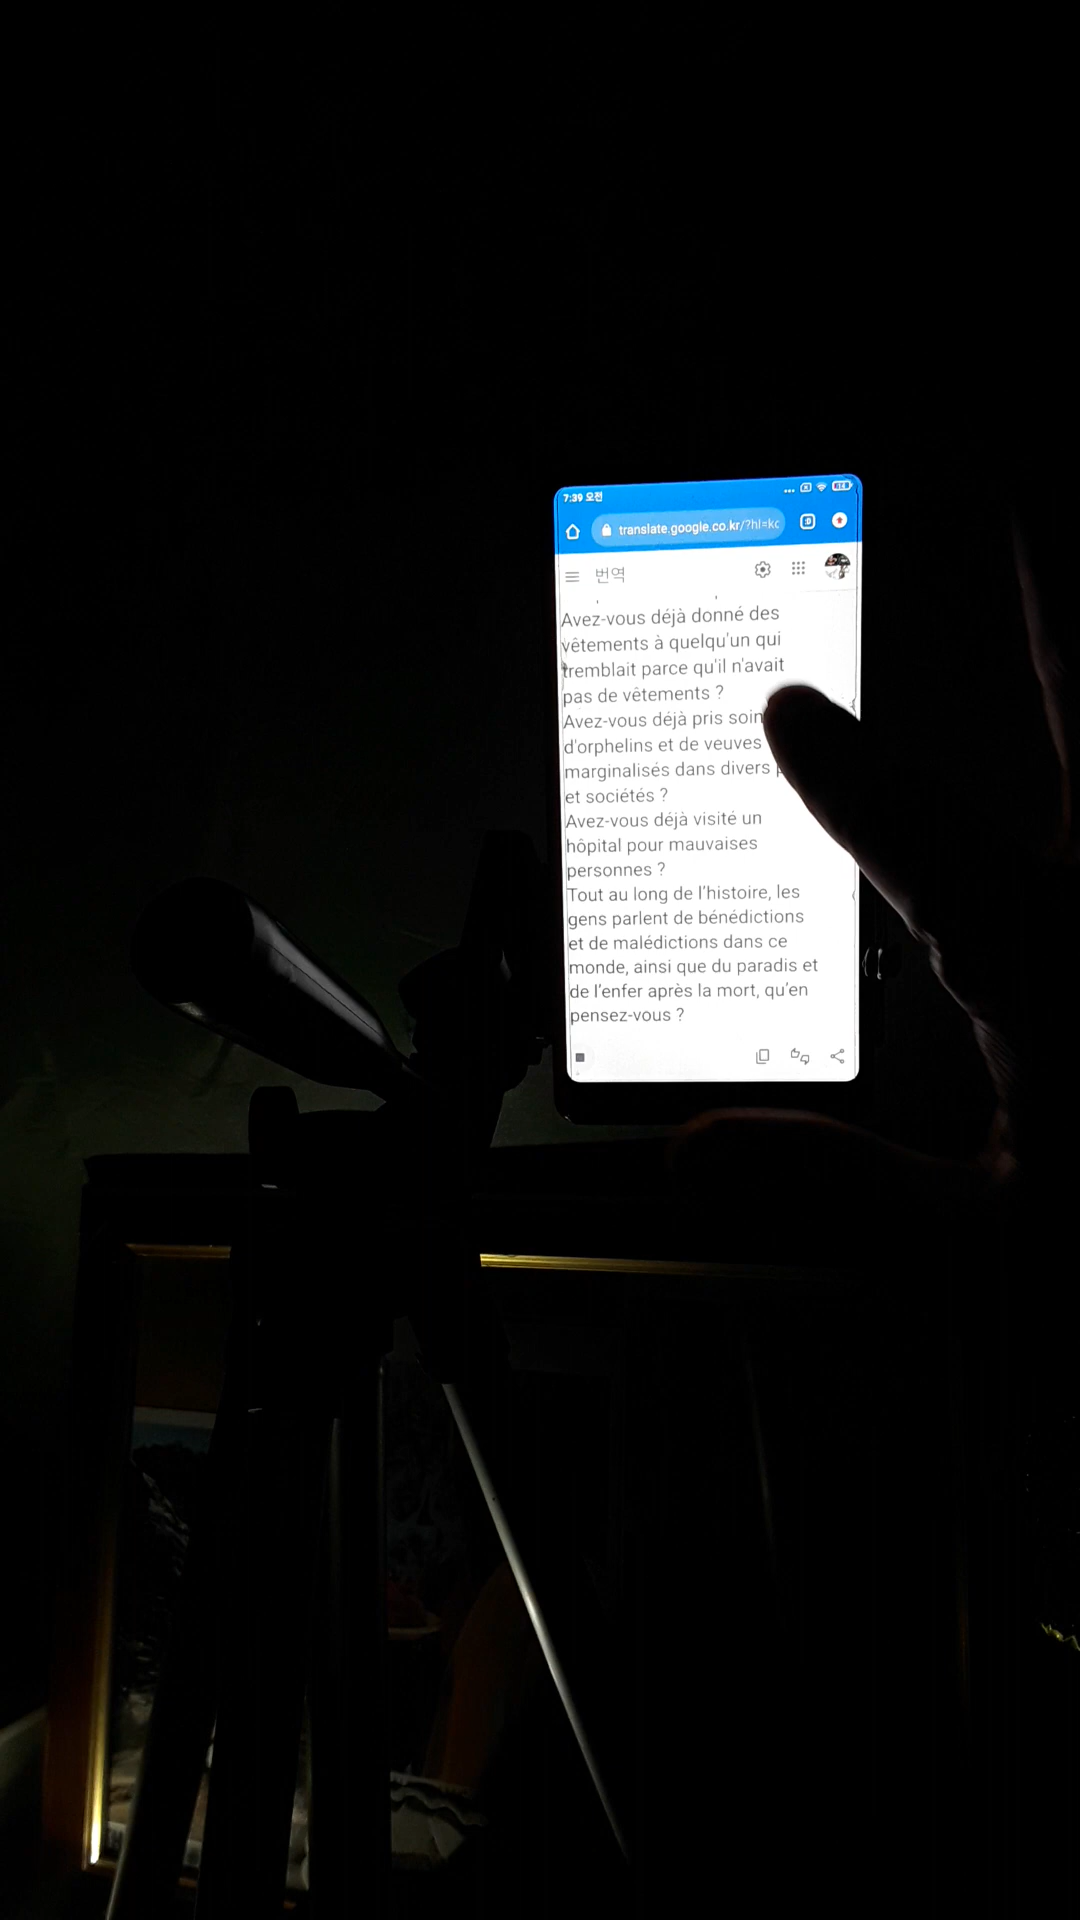 7:39 오전
translate.google.co.kr/?hl=kc
번역
Avez-vous déjà donné des
vêtements à quelqu'un qui
tremblait parce qu'il n'avait
pas de vêtements ?
Avez-vous déjà pris soin
d'orphelins et de veuves
marginalisés dans divers
et sociétés ?
Avez-vous déjà visité un
hôpital pour mauvaises
personnes ?
Tout au long de l'histoire, les
gens parlent de bénédictions
et de malédictions dans ce
monde, ainsi que du paradis et
de l'enfer après la mort, qu'en
pensez-vous ?